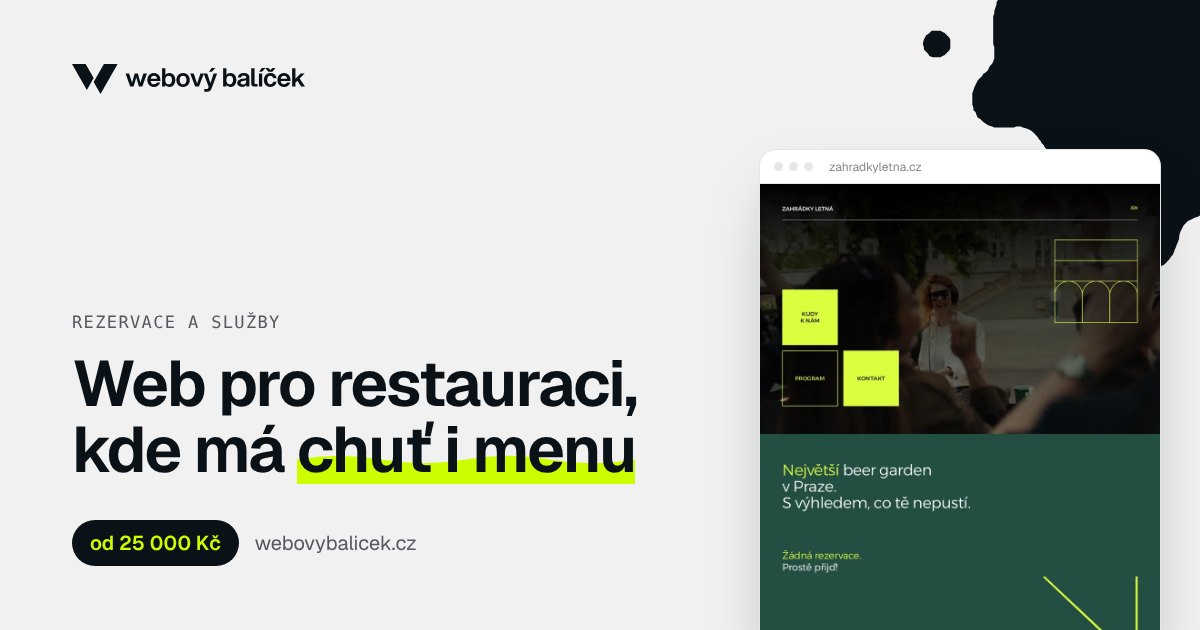 webový balíček
zahradkyletna.cz
ZAHRÁDKY LETNÁ
KUDY
K NÁM
PROGRAM
KONTAKT
REZERVACE A SLUŽBY
Web pro restauraci,
kde má chuť i menu
od 25 000 Kč
webovybalicek.cz
Největší beer garden
v Praze.
S výhledem, co tě nepustí.
Žádná rezervace.
Prostě přijď!